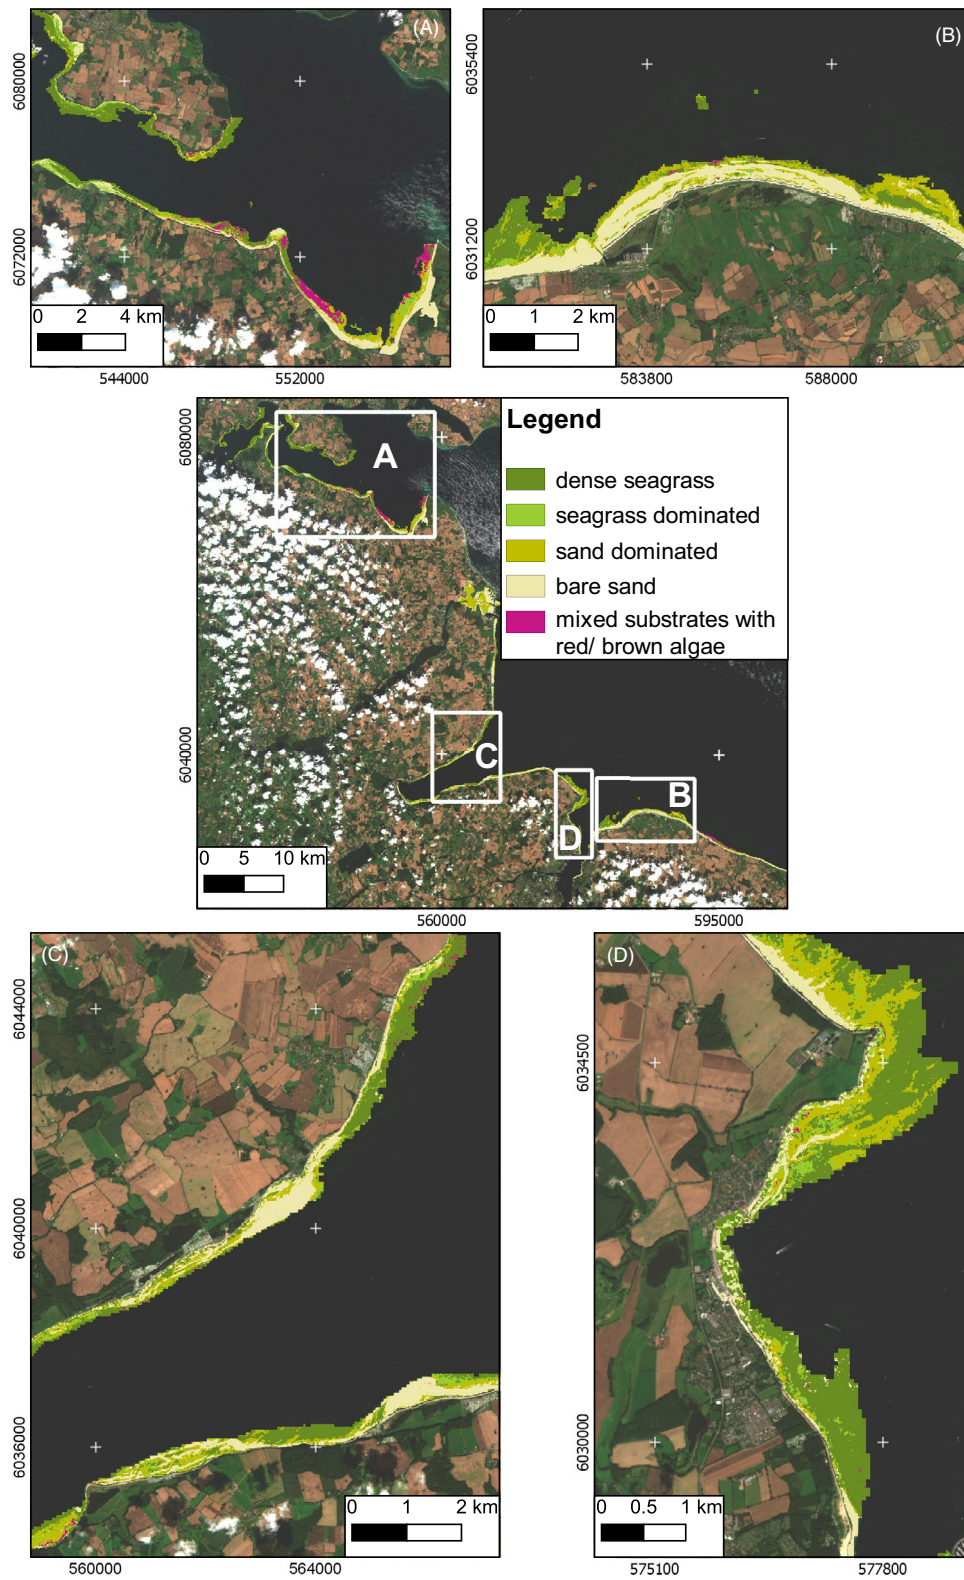 (A)
6080000
6072000
0 2 4 km
544000 552000
(B)
6035400
6031200
0 1 2 km
583800 588000
6080000
6040000
A
C
D
B
0 5 10 km
560000 595000
Legend
dense seagrass
seagrass dominated
sand dominated
bare sand
mixed substrates with
red/ brown algae
(C)
6044000
6040000
6036000
0 1 2 km
560000 564000
(D)
6034500
6030000
0 0.5 1 km
575100 577800